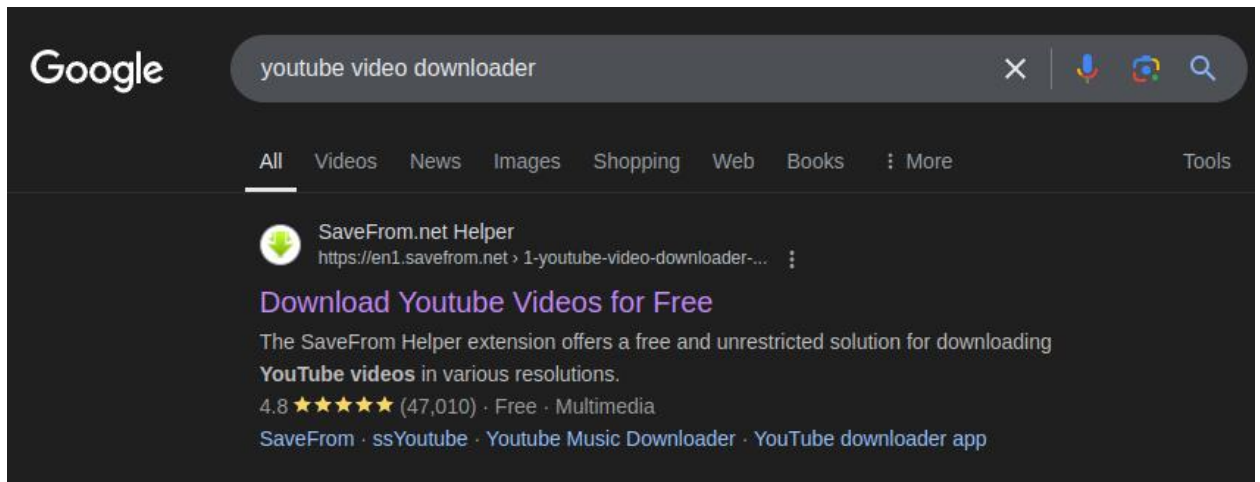 Google
youtube video downloader
All Videos News Images Shopping Web Books More Tools
SaveFrom.net Helper
https://en1.savefrom.net › 1-youtube-video-downloader-...
Download Youtube Videos for Free
The SaveFrom Helper extension offers a free and unrestricted solution for downloading
YouTube videos in various resolutions.
4.8 ★★★★★ (47,010) · Free · Multimedia
SaveFrom · ssYoutube · Youtube Music Downloader · YouTube downloader app